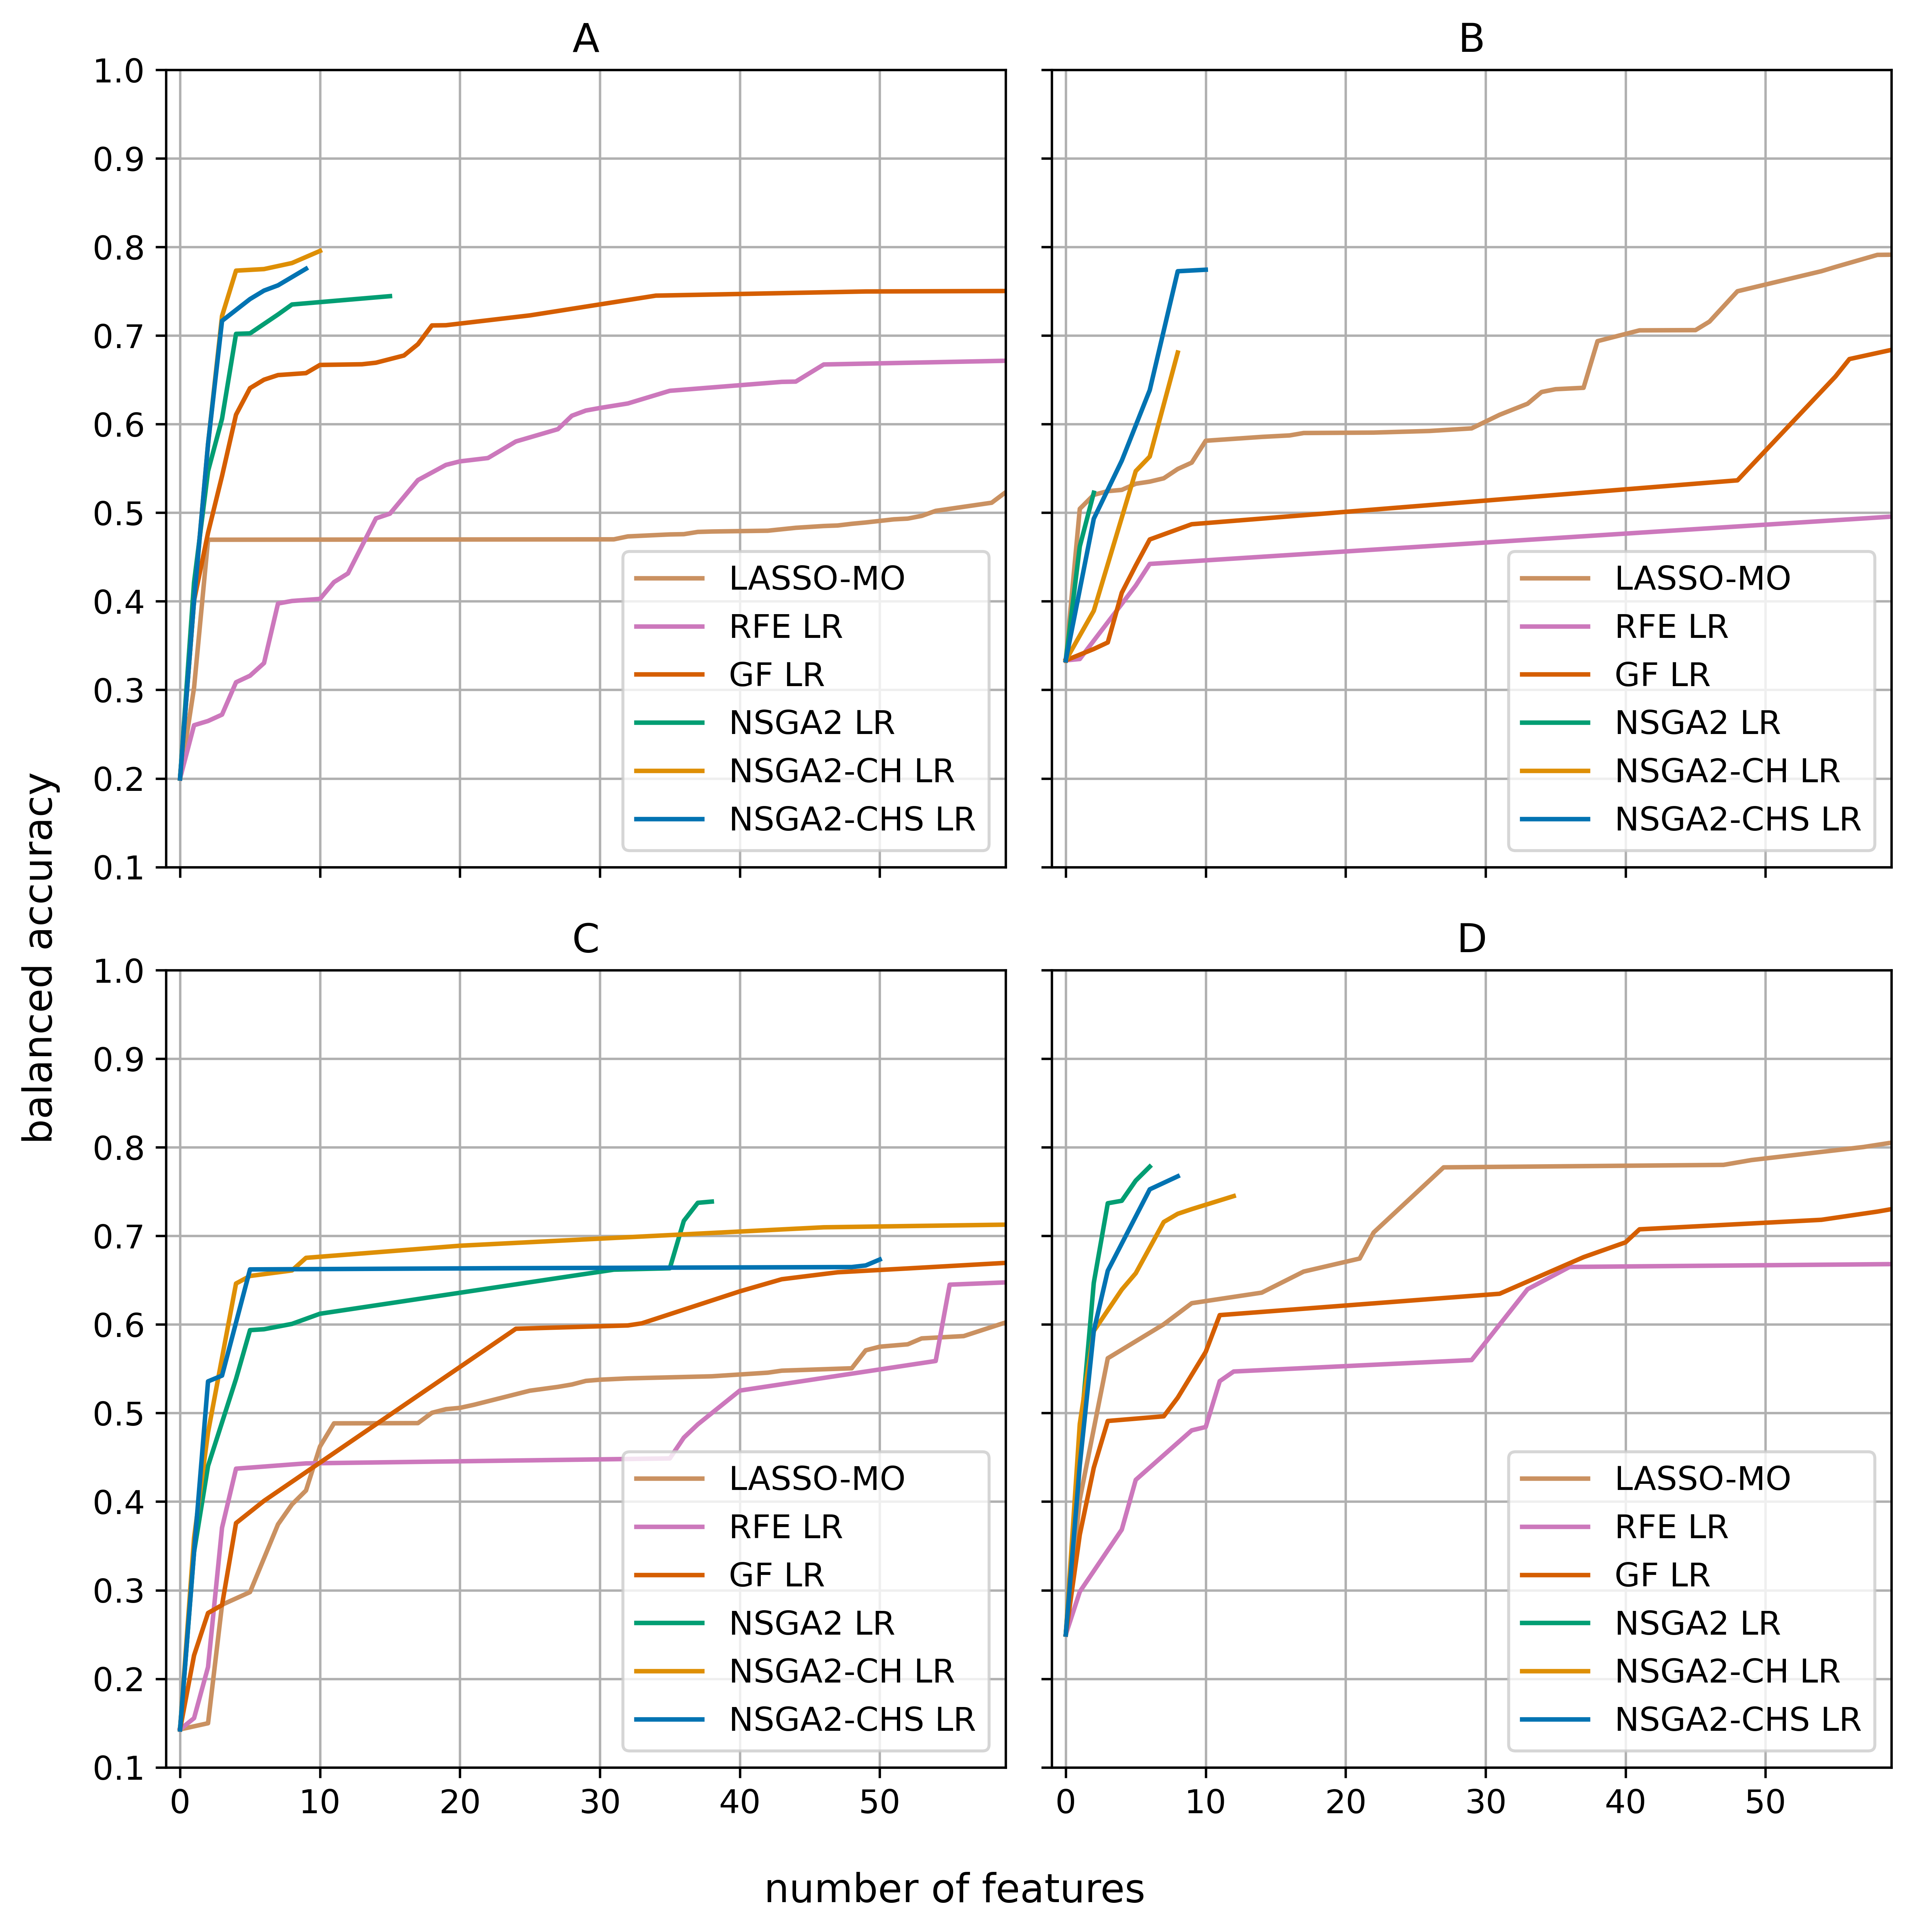 A
B
1.0
0.9
0.8
0.7
0.6
0.5
0.4
0.3
0.2
0.1
LASSO-MO
RFE LR
GF LR
NSGA2 LR
NSGA2-CH LR
NSGA2-CHS LR
LASSO-MO
RFE LR
GF LR
NSGA2 LR
NSGA2-CH LR
NSGA2-CHS LR
balanced accuracy
C
D
1.0
0.9
0.8
0.7
0.6
0.5
0.4
0.3
0.2
0.1
LASSO-MO
RFE LR
GF LR
NSGA2 LR
NSGA2-CH LR
NSGA2-CHS LR
LASSO-MO
RFE LR
GF LR
NSGA2 LR
NSGA2-CH LR
NSGA2-CHS LR
0 10 20 30 40 50
0 10 20 30 40 50
number of features